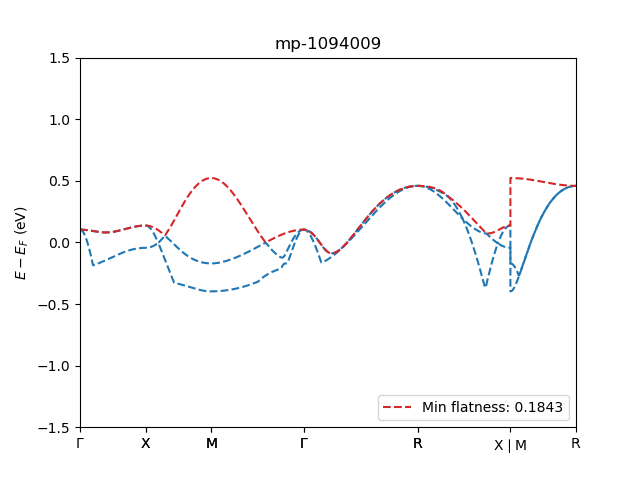 mp-1094009
E − E_F (eV)
1.5
1.0
0.5
0.0
−0.5
−1.0
−1.5
Min flatness: 0.1843
Γ X M Γ R X | M R